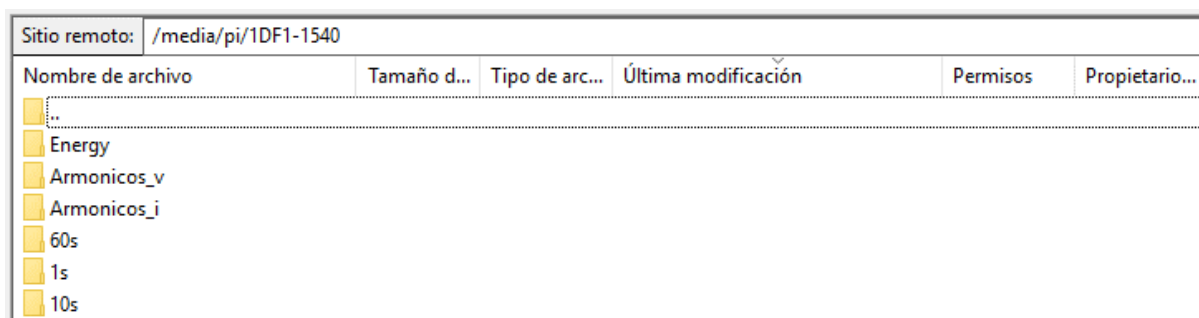 Sitio remoto: /media/pi/1DF1-1540
Nombre de archivo Tamaño d... Tipo de arc... Última modificación Permisos Propietario...
..
Energy
Armonicos_v
Armonicos_i
60s
1s
10s